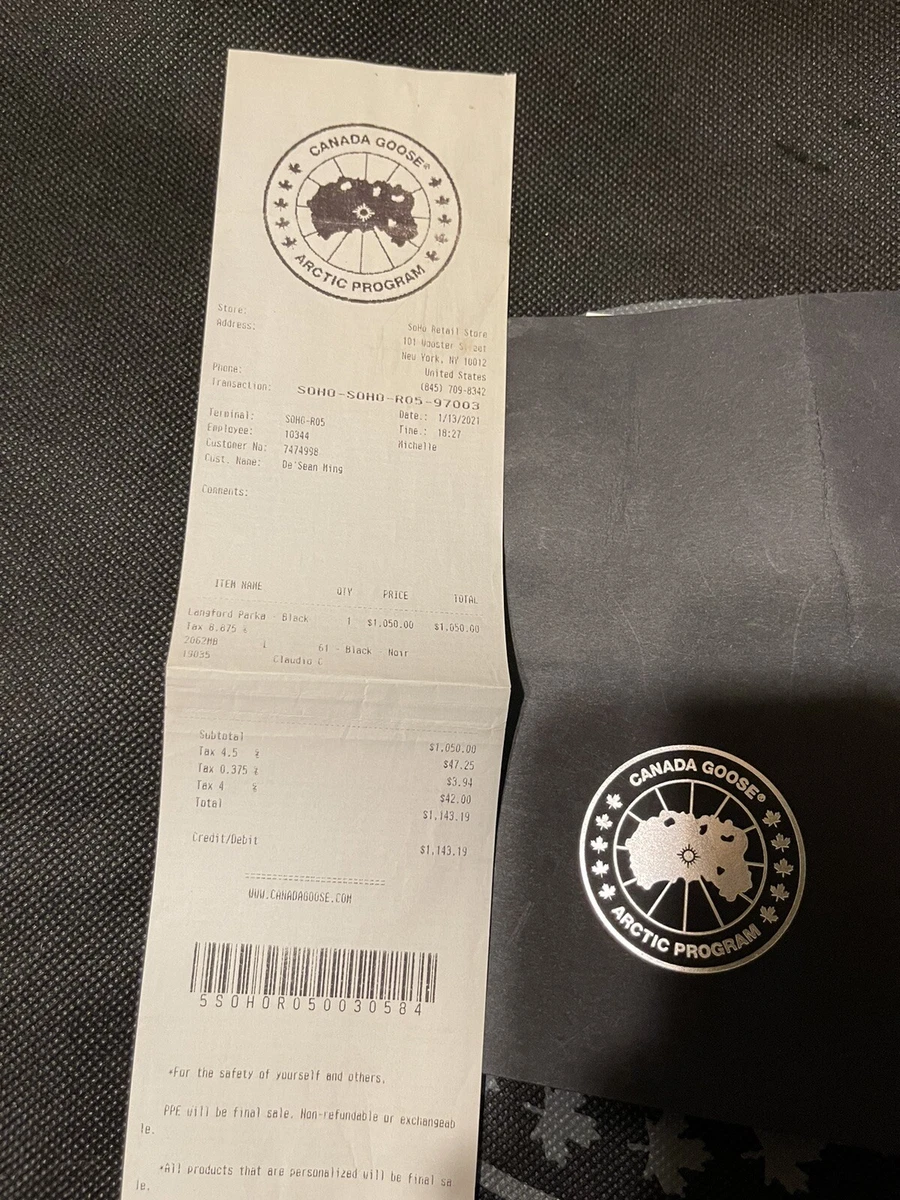 CANADA GOOSE®
ARCTIC PROGRAM
Store: SoHo Retail Store
Address: 101 Wooster Street
New York, NY 10012
United States
Phone: (845) 709-8342
Transaction: SOHO-SOHO-R05-97003
Terminal: SOHO-R05 Date.: 1/13/2021
Employee: 10344 Time.: 18:27
Customer No: 7474998 Michelle
Cust. Name: De'Sean Ming
Comments:
ITEM NAME QTY PRICE TOTAL
Langford Parka - Black 1 $1,050.00 $1,050.00
Tax 8.875 %
2062MB 1 61 - Black - Noir
19035 Claudio C
Subtotal $1,050.00
Tax 4.5 % $47.25
Tax 0.375 % $3.94
Tax 4 % $42.00
Total $1,143.19
Credit/Debit $1,143.19
WWW.CANADAGOOSE.COM
5SOHOR050030584
*For the safety of yourself and others,
PPE will be final sale. Non-refundable or exchangeab
le.
*All products that are personalized will be final sa
le.
CANADA GOOSE®
ARCTIC PROGRAM